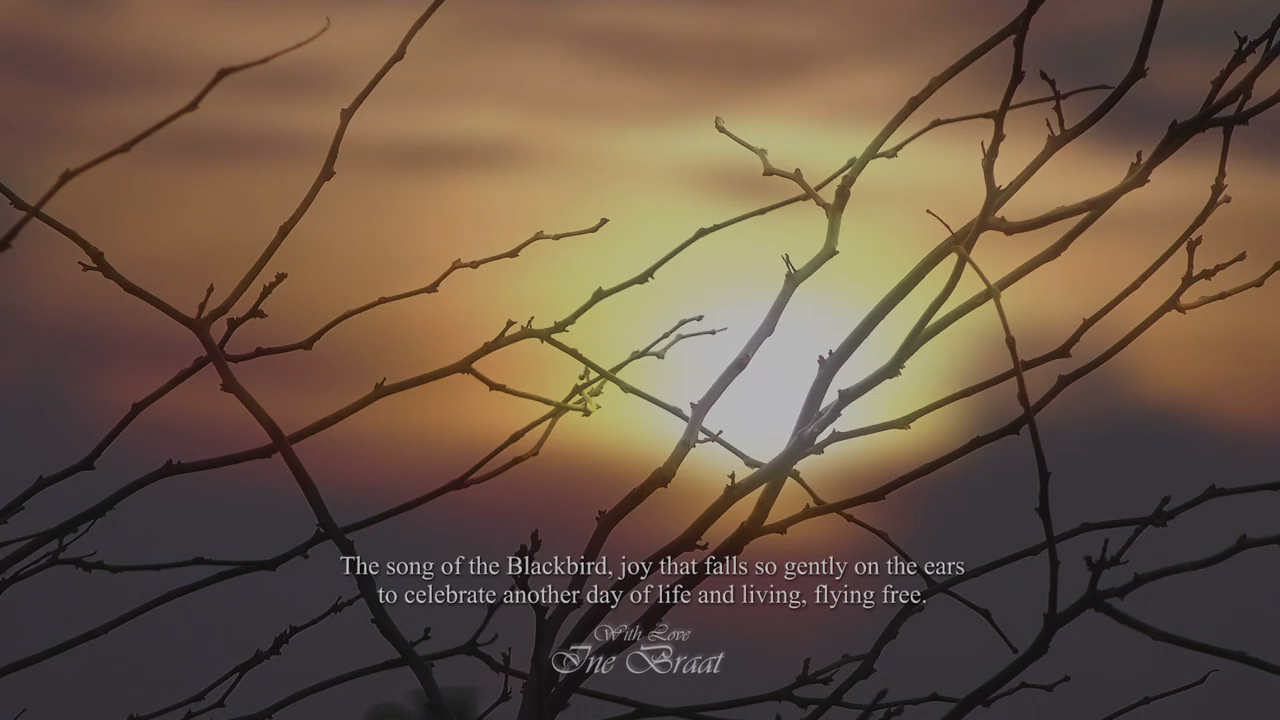 The song of the Blackbird, joy that falls so gently on the ears
to celebrate another day of life and living, flying free.
With Love
Ine Braat